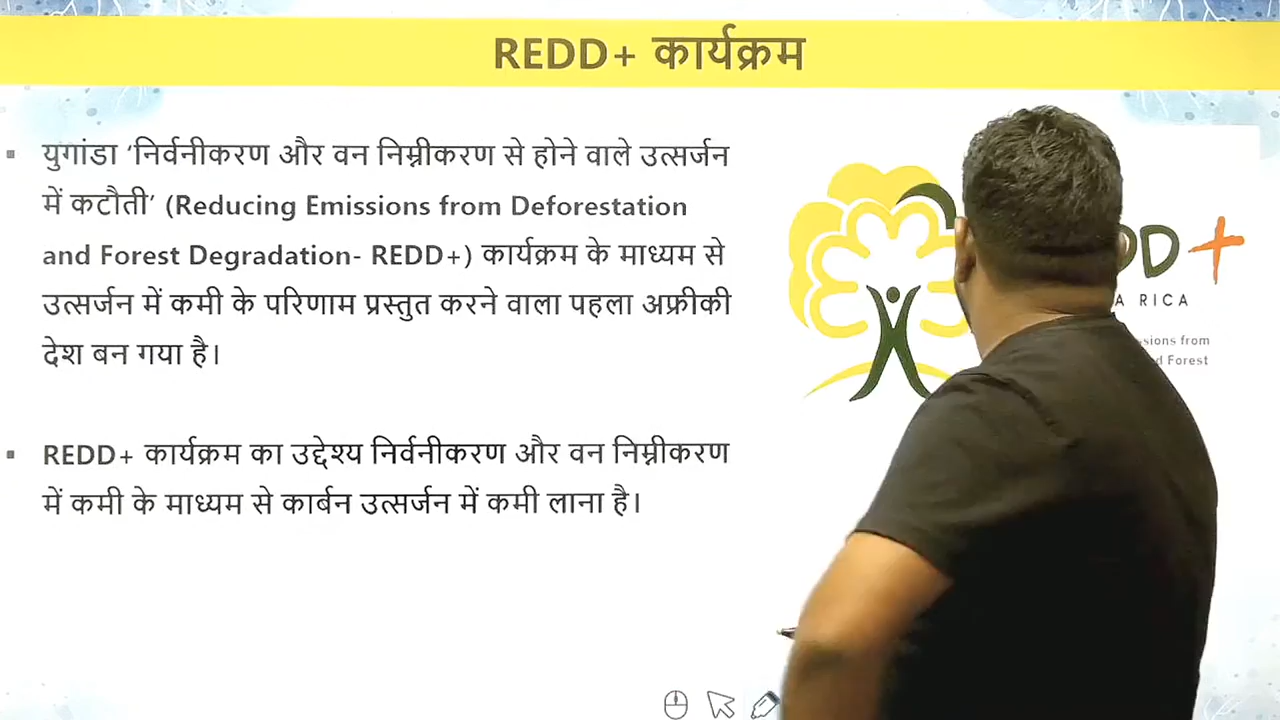 REDD+ कार्यक्रम
युगांडा ‘निर्वनीकरण और वन निम्नीकरण से होने वाले उत्सर्जन
में कटौती’ (Reducing Emissions from Deforestation
and Forest Degradation- REDD+) कार्यक्रम के माध्यम से
उत्सर्जन में कमी के परिणाम प्रस्तुत करने वाला पहला अफ्रीकी
देश बन गया है।
REDD+ कार्यक्रम का उद्देश्य निर्वनीकरण और वन निम्नीकरण
में कमी के माध्यम से कार्बन उत्सर्जन में कमी लाना है।
DD+
A RICA
from
Forest